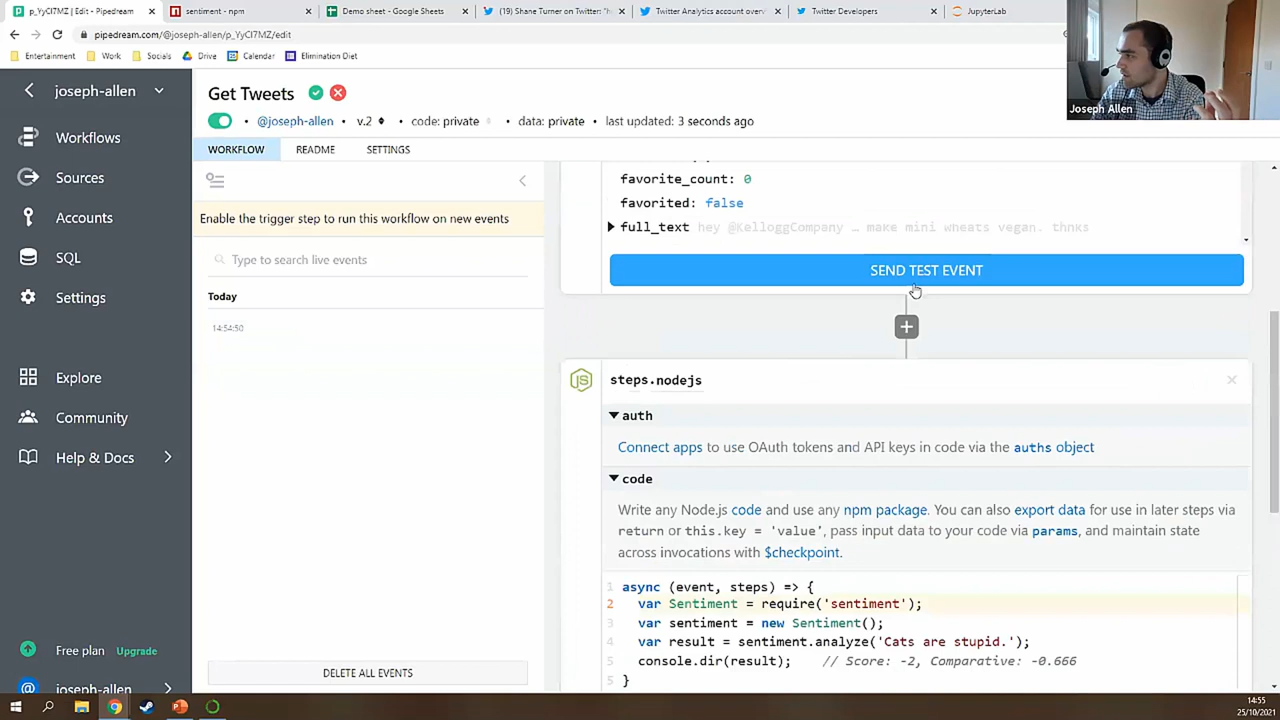 p_YyCl7MZ | Edit - Pipedream
sentiment - npm
Demo sheet - Google Sheets
(19) Shane Turner on Twitter: "h
Twitter Analytics account overvi
Twitter Developers
JupyterLab
pipedream.com/@joseph-allen/p_YyCl7MZ/edit
Entertainment
Work
Socials
Drive
Calendar
Elimination Diet
joseph-allen
Get Tweets
Joseph Allen
@joseph-allen
v.2
code: private
data: private
last updated: 3 seconds ago
Workflows
WORKFLOW
README
SETTINGS
Sources
favorite_count: 0
favorited: false
Accounts
Enable the trigger step to run this workflow on new events
full_text hey @KelloggCompany … make mini wheats vegan. thnks
SQL
Type to search live events
SEND TEST EVENT
Settings
Today
14:54:50
Explore
steps.nodejs
Community
auth
Connect apps to use OAuth tokens and API keys in code via the auths object
Help & Docs
code
Write any Node.js code and use any npm package. You can also export data for use in later steps via
return or this.key = 'value', pass input data to your code via params, and maintain state
across invocations with $checkpoint.
1 async (event, steps) => {
2 var Sentiment = require('sentiment');
3 var sentiment = new Sentiment();
4 var result = sentiment.analyze('Cats are stupid.');
5 console.dir(result); // Score: -2, Comparative: -0.666
}
Free plan Upgrade
DELETE ALL EVENTS
joseph-allen
14:55
25/10/2021